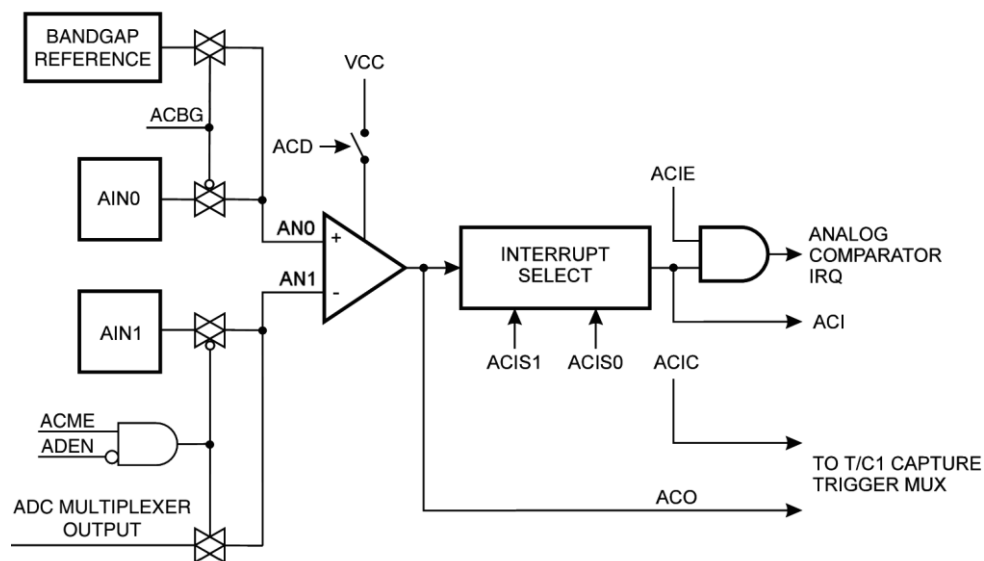 BANDGAP
REFERENCE
VCC
ACBG
ACD
AIN0
ACIE
AN0
+
INTERRUPT
SELECT
ANALOG
COMPARATOR
IRQ
AN1
-
AIN1
ACI
ACIS1
ACIS0
ACIC
ACME
ADEN
TO T/C1 CAPTURE
TRIGGER MUX
ACO
ADC MULTIPLEXER
OUTPUT